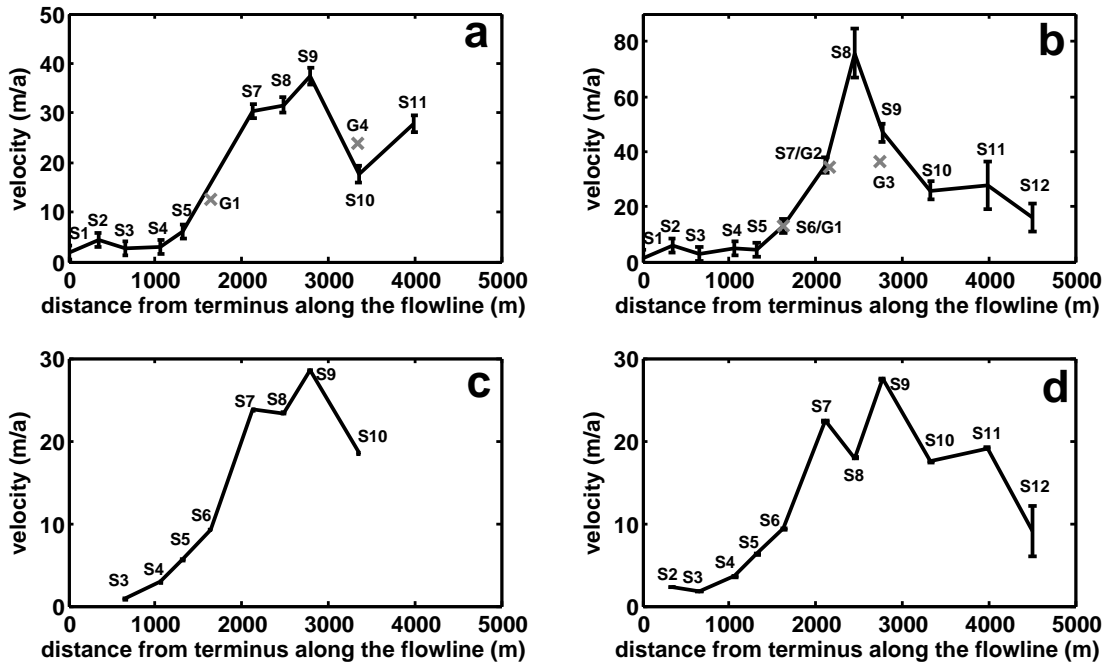 a
velocity (m/a)
50
40
30
20
10
0
S1
S2
S3
S4
S5
G1
S7
S8
S9
G4
S10
S11
0 1000 2000 3000 4000 5000
distance from terminus along the flowline (m)
b
velocity (m/a)
80
60
40
20
0
S1
S2
S3
S4
S5
S6/G1
S7/G2
S8
S9
G3
S10
S11
S12
0 1000 2000 3000 4000 5000
distance from terminus along the flowline (m)
c
velocity (m/a)
30
20
10
0
S3
S4
S5
S6
S7
S8
S9
S10
0 1000 2000 3000 4000 5000
distance from terminus along the flowline (m)
d
velocity (m/a)
30
20
10
0
S2
S3
S4
S5
S6
S7
S8
S9
S10
S11
S12
0 1000 2000 3000 4000 5000
distance from terminus along the flowline (m)